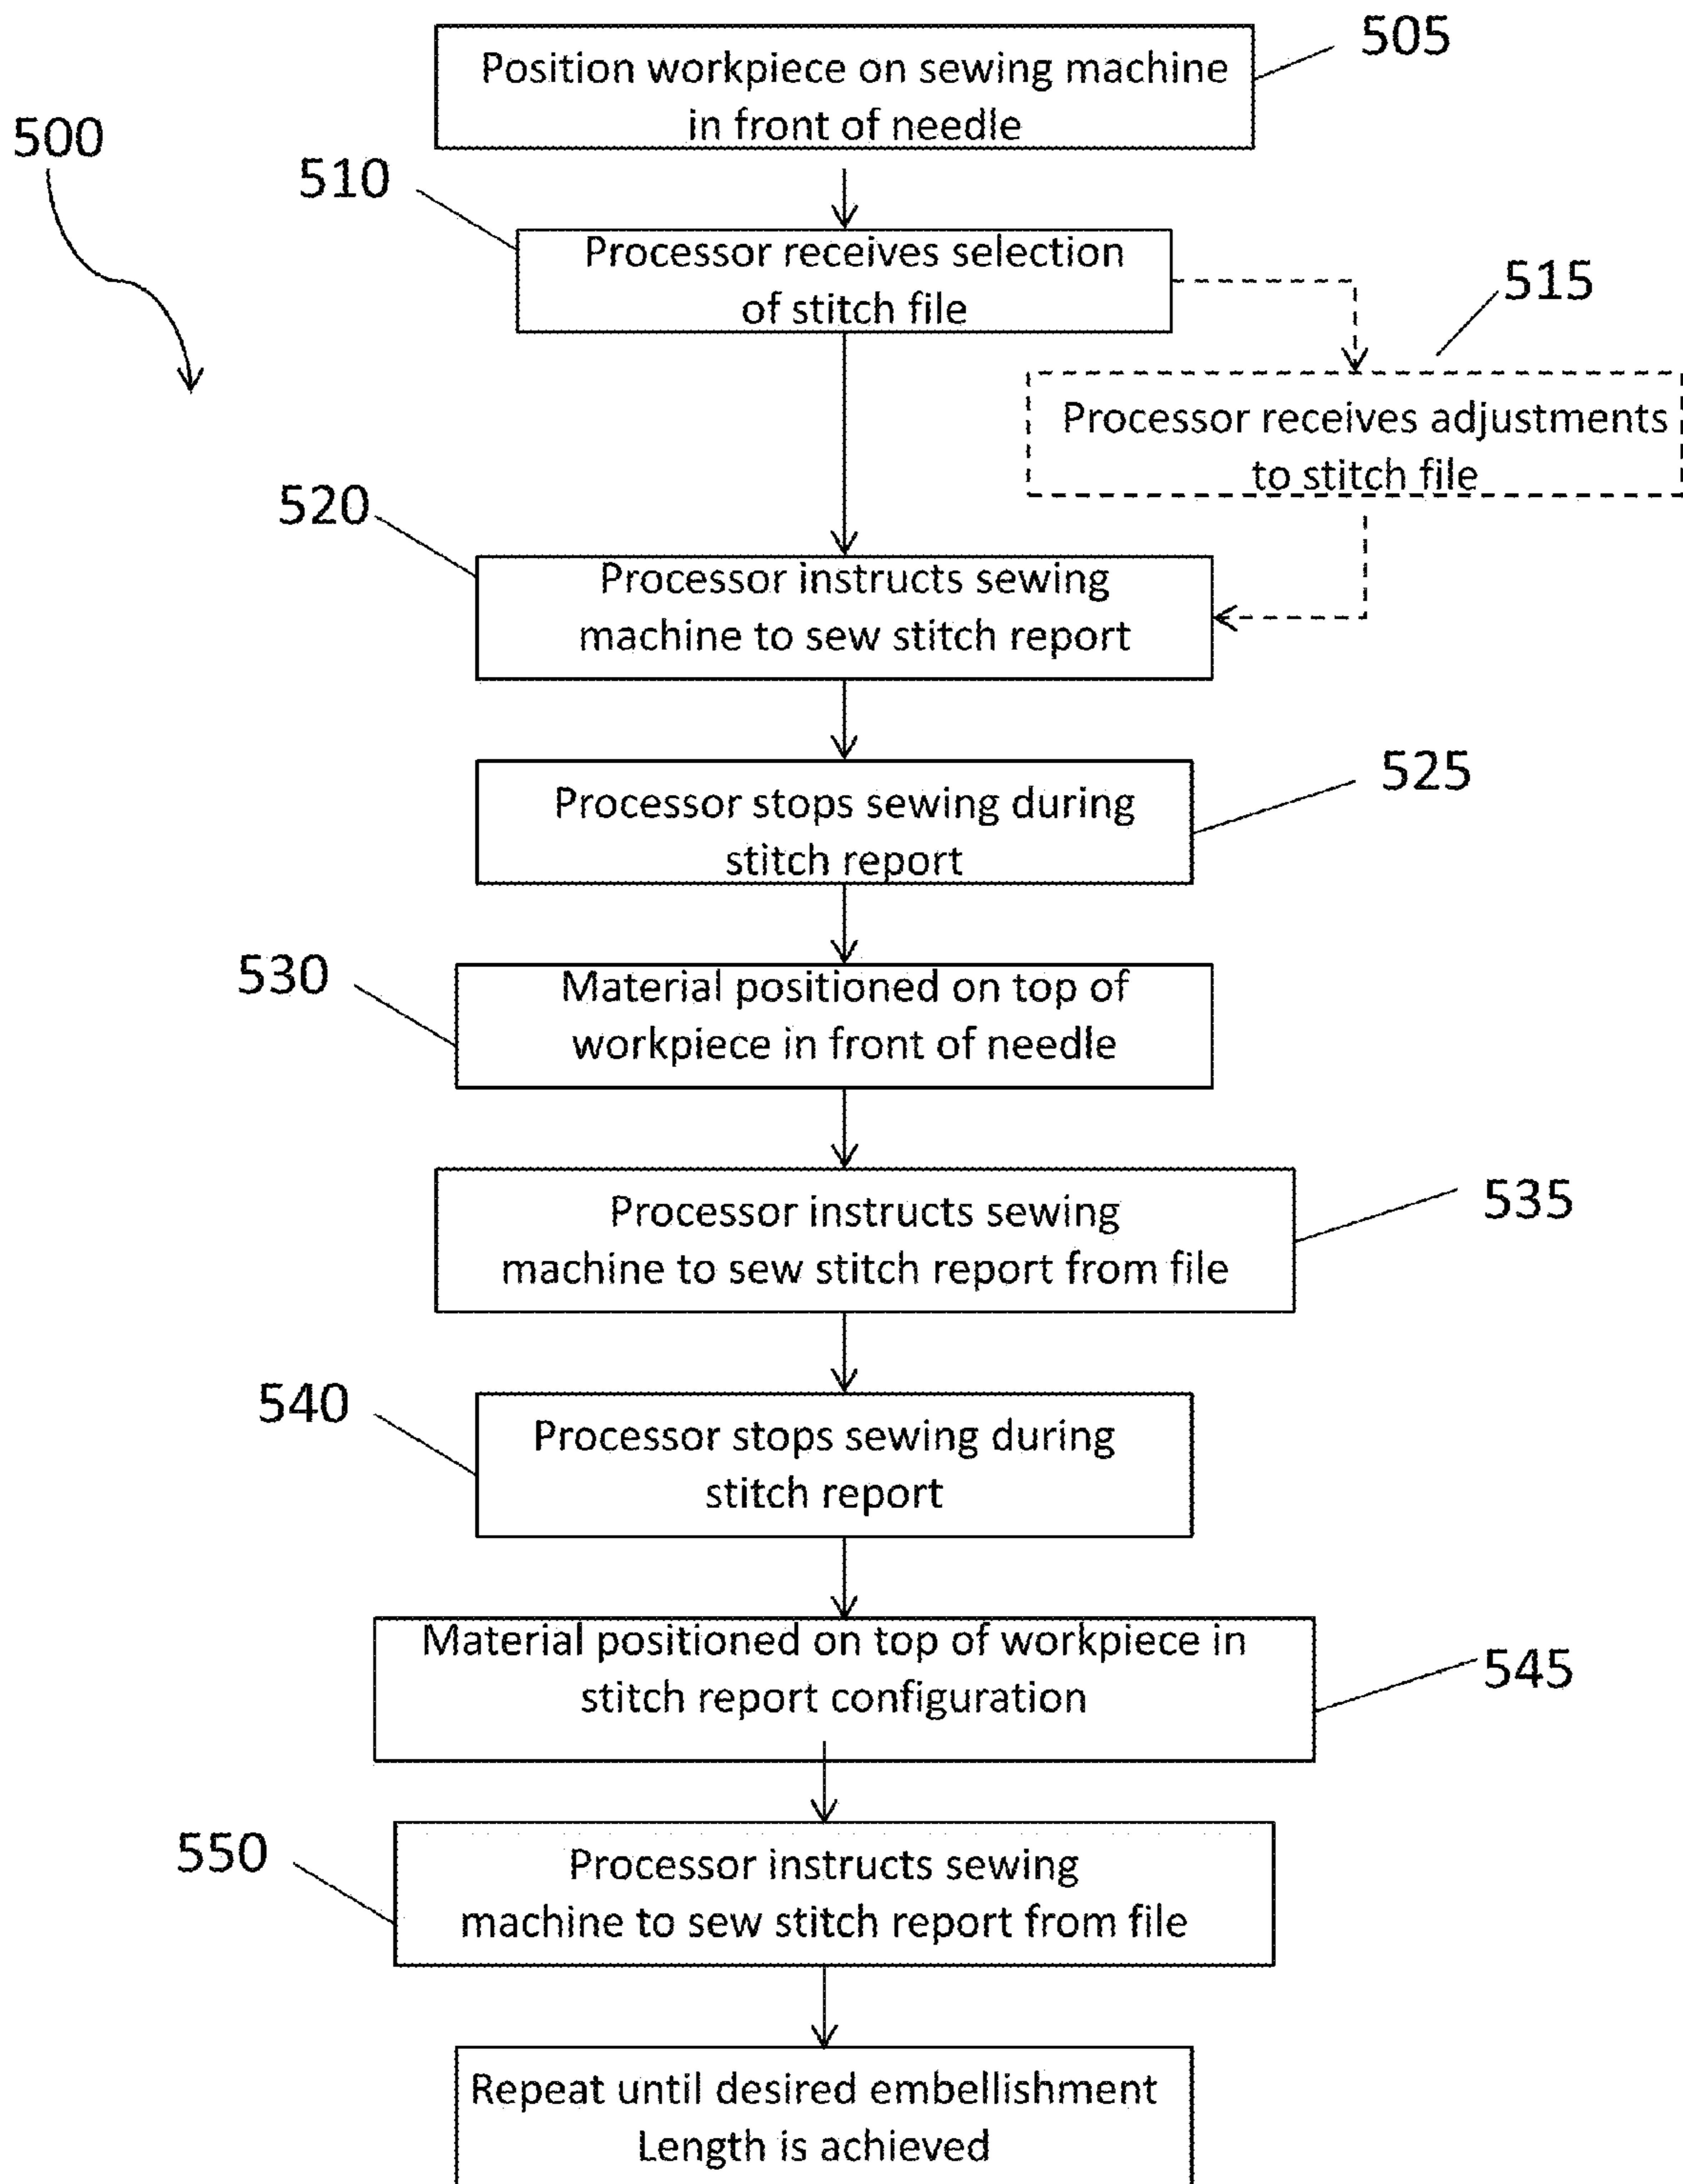 505
Position workpiece on sewing machine
in front of needle
500
510
Processor receives selection
of stitch file
515
Processor receives adjustments
to stitch file
520
Processor instructs sewing
machine to sew stitch report
525
Processor stops sewing during
stitch report
530
Material positioned on top of
workpiece in front of needle
535
Processor instructs sewing
machine to sew stitch report from file
540
Processor stops sewing during
stitch report
545
Material positioned on top of workpiece in
stitch report configuration
550
Processor instructs sewing
machine to sew stitch report from file
Repeat until desired embellishment
Length is achieved